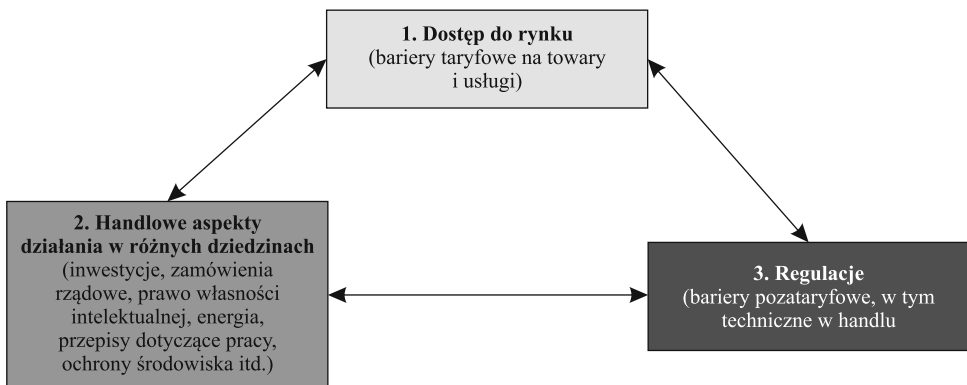 1. Dostęp do rynku
(bariery taryfowe na towary
i usługi)
2. Handlowe aspekty
działania w różnych dziedzinach
(inwestycje, zamówienia
rządowe, prawo własności
intelektualnej, energia,
przepisy dotyczące pracy,
ochrony środowiska itd.)
3. Regulacje
(bariery pozataryfowe, w tym
techniczne w handlu